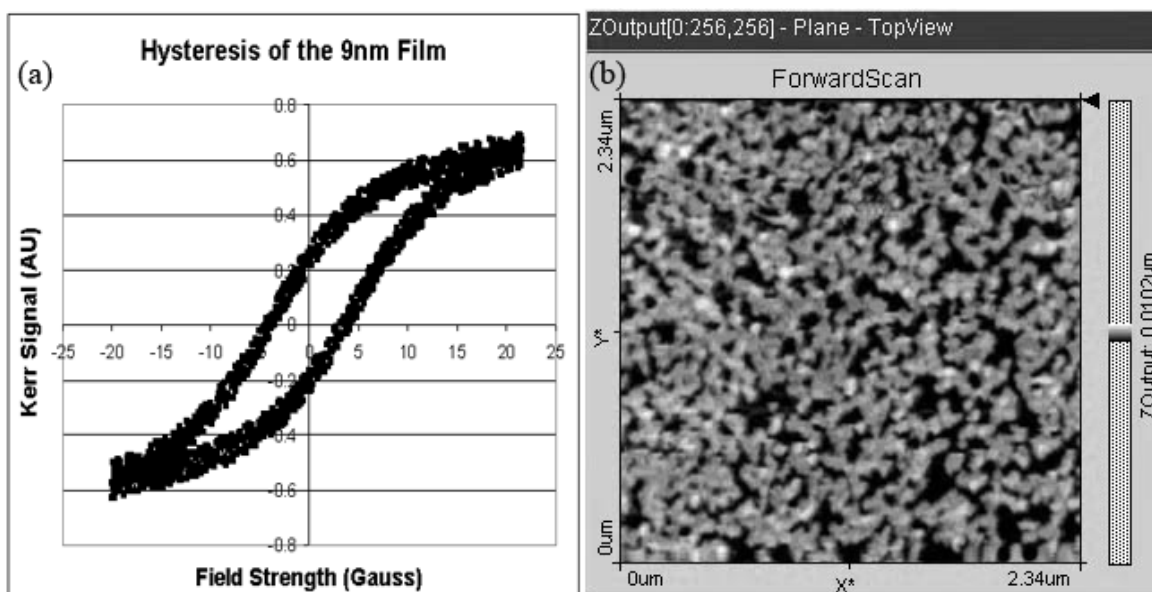 Hysteresis of the 9nm Film
(a)
0.8
0.6
0.4
0.2
0
-0.2
-0.4
-0.6
-0.8
-25 -20 -15 -10 -5 0 5 10 15 20 25
Kerr Signal (AU)
Field Strength (Gauss)
ZOutput[0:256,256] - Plane - TopView
(b)
ForwardScan
2.34um
Y*
0um
0um
X*
2.34um
ZOutput: 0.0102um